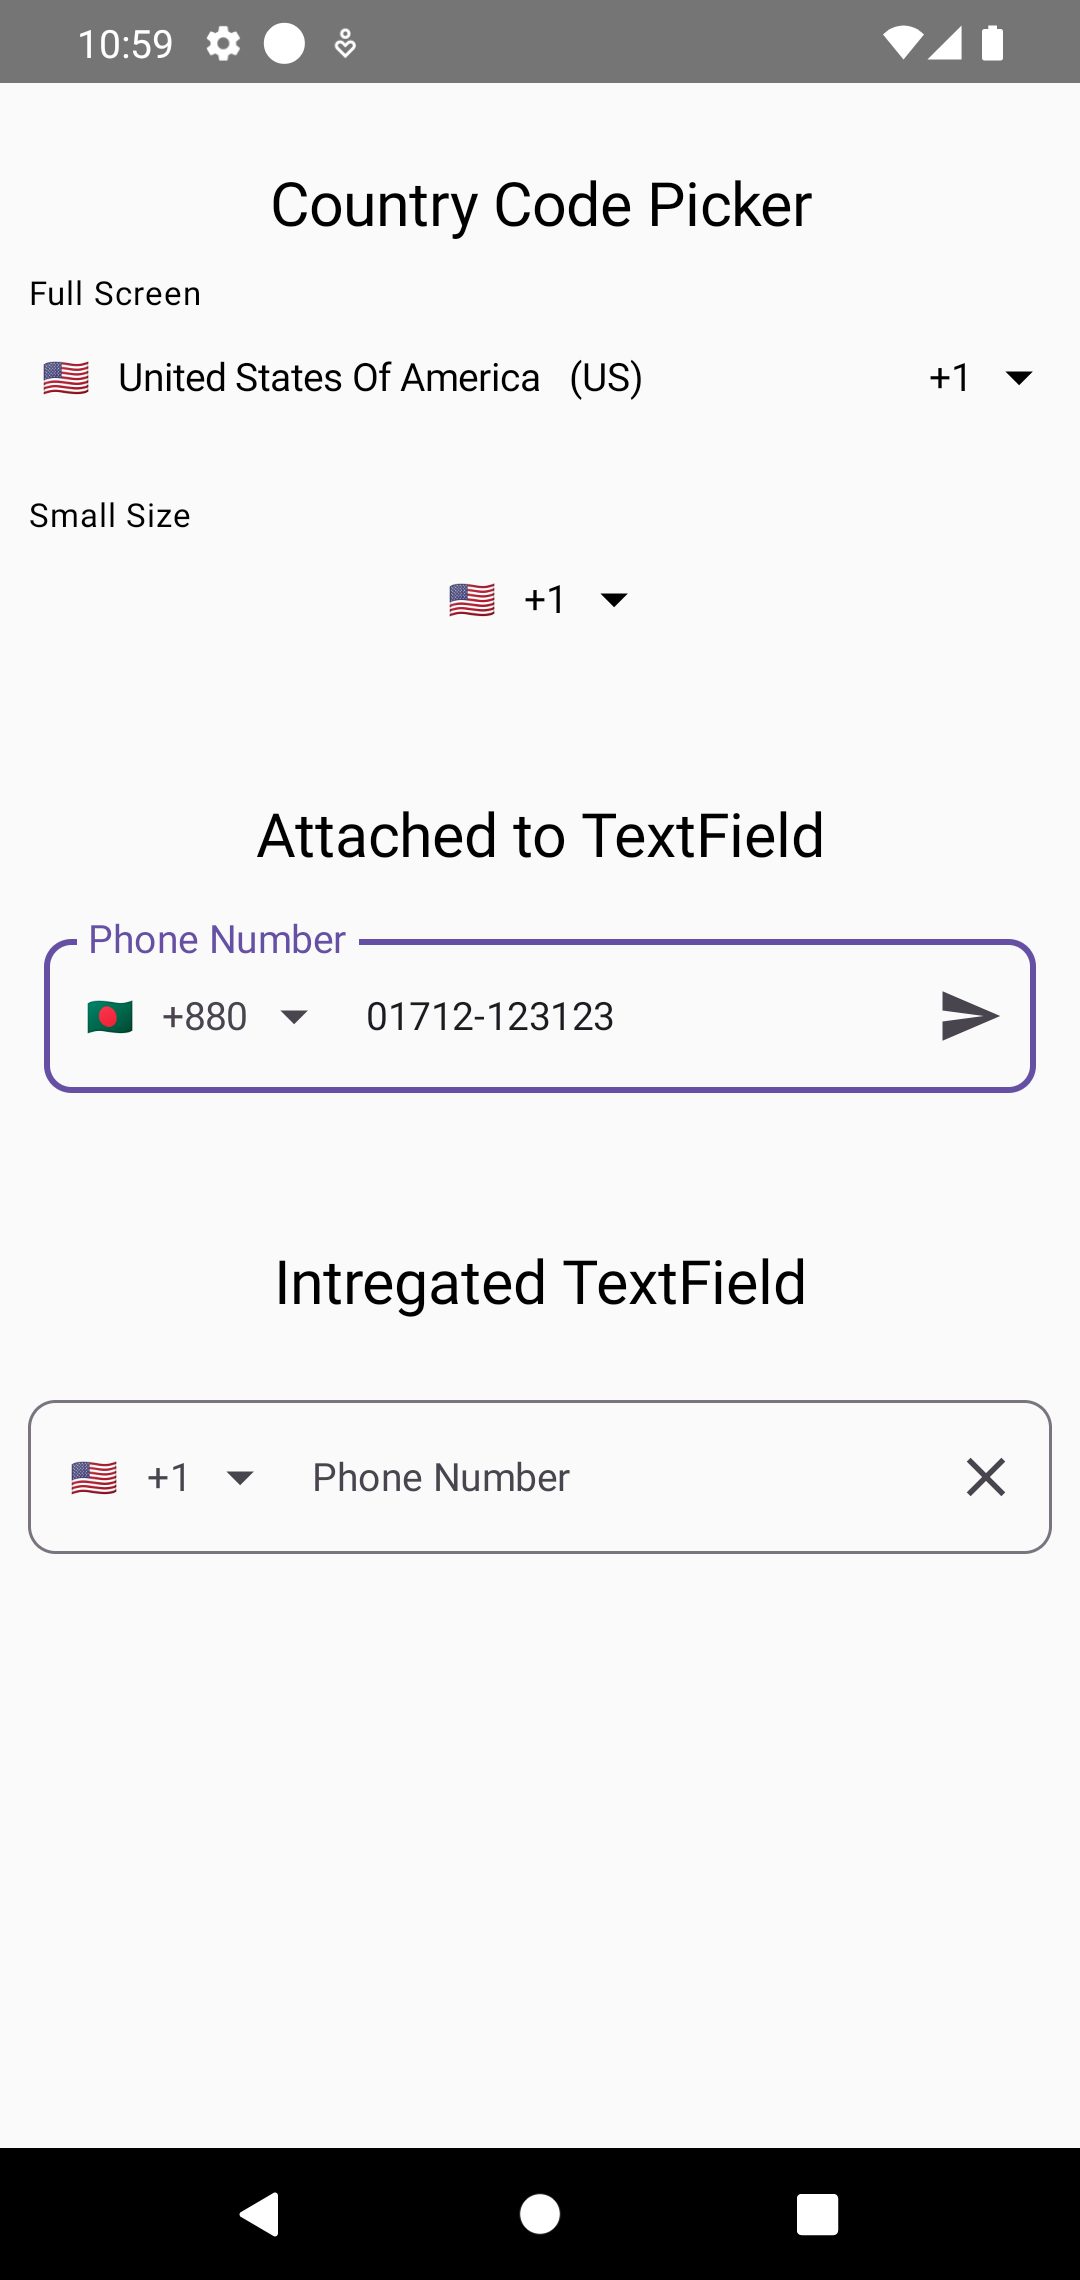 10:59
Country Code Picker
Full Screen
United States Of America (US) +1
Small Size
+1
Attached to TextField
Phone Number
+880 01712-123123
Intregated TextField
+1 Phone Number